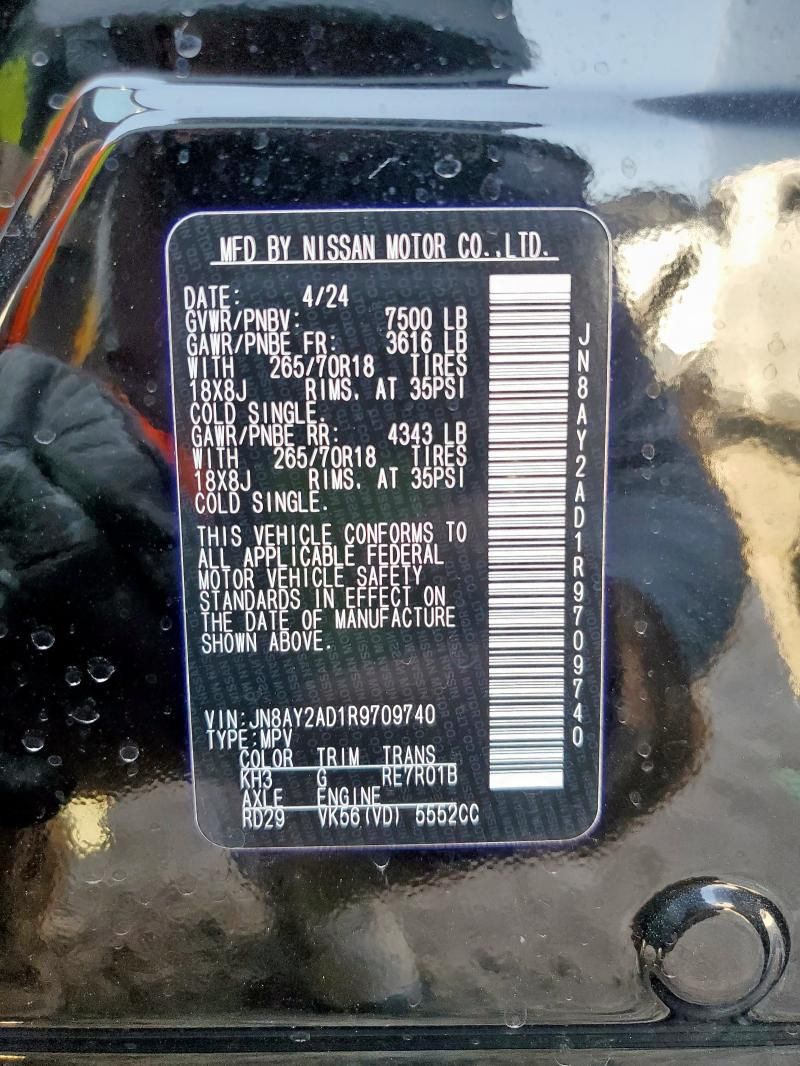 MFD BY NISSAN MOTOR CO.,LTD.
DATE: 4/24
GVWR/PNBV: 7500 LB
GAWR/PNBE FR: 3616 LB
WITH 265/70R18 TIRES
18X8J RIMS. AT 35PSI
COLD SINGLE.
GAWR/PNBE RR: 4343 LB
WITH 265/70R18 TIRES
18X8J RIMS. AT 35PSI
COLD SINGLE.
THIS VEHICLE CONFORMS TO
ALL APPLICABLE FEDERAL
MOTOR VEHICLE SAFETY
STANDARDS IN EFFECT ON
THE DATE OF MANUFACTURE
SHOWN ABOVE.
VIN:JN8AY2AD1R9709740
TYPE:MPV
COLOR TRIM TRANS
KH3 G RE7R01B
AXLE ENGINE
RD29 VK56(VD) 5552CC
JN8AY2AD1R9709740